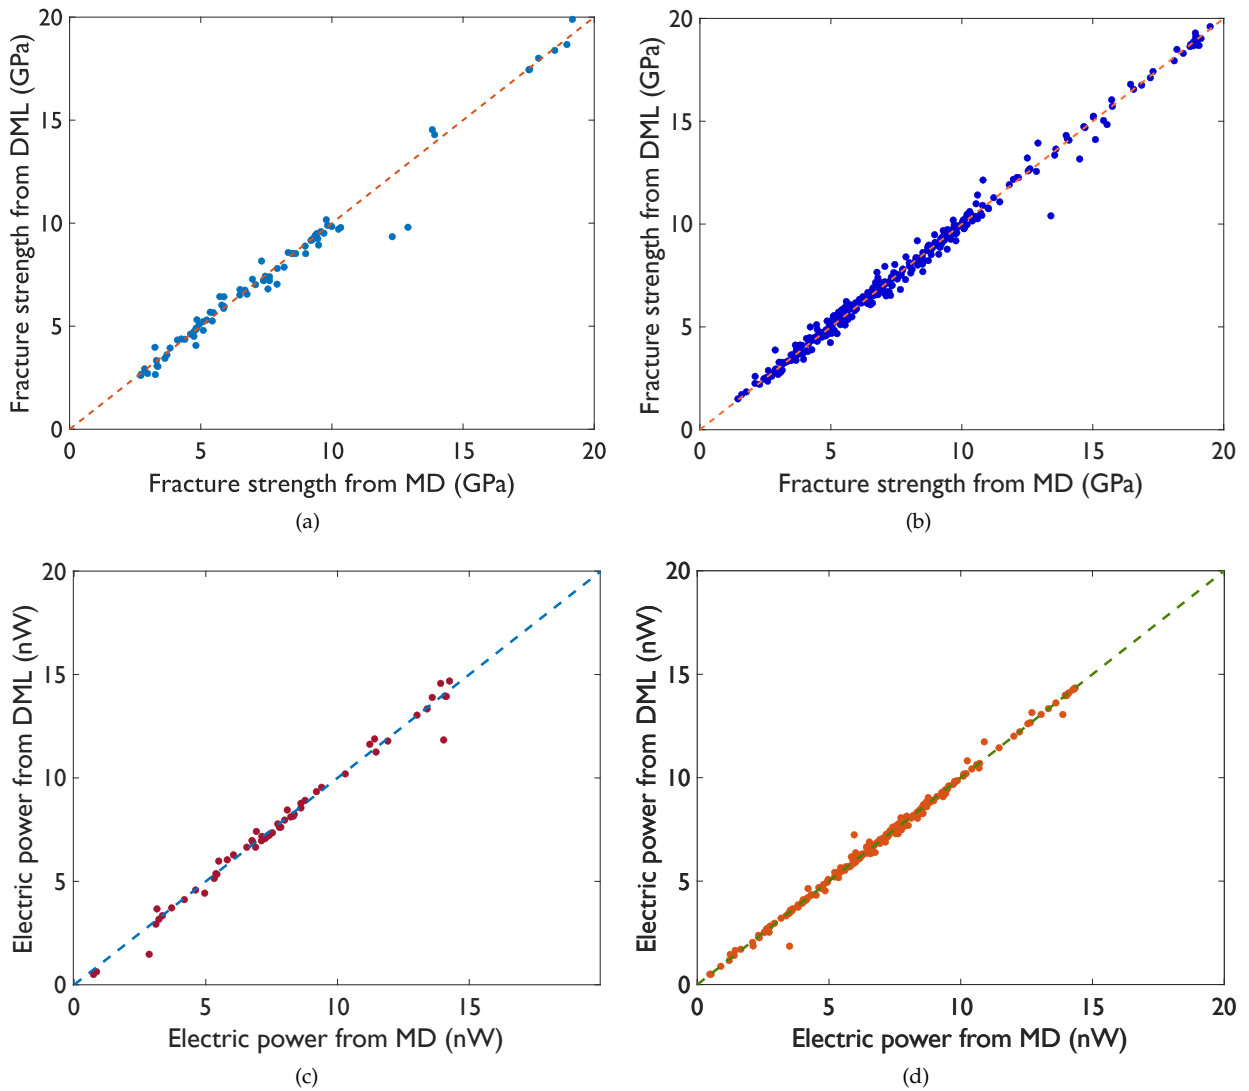 Fracture strength from DML (GPa)
20
15
10
5
0
0 5 10 15 20
Fracture strength from MD (GPa)
(a)
Fracture strength from DML (GPa)
20
15
10
5
0
0 5 10 15 20
Fracture strength from MD (GPa)
(b)
Electric power from DML (nW)
20
15
10
5
0
0 5 10 15
Electric power from MD (nW)
(c)
Electric power from DML (nW)
20
15
10
5
0
0 5 10 15 20
Electric power from MD (nW)
(d)